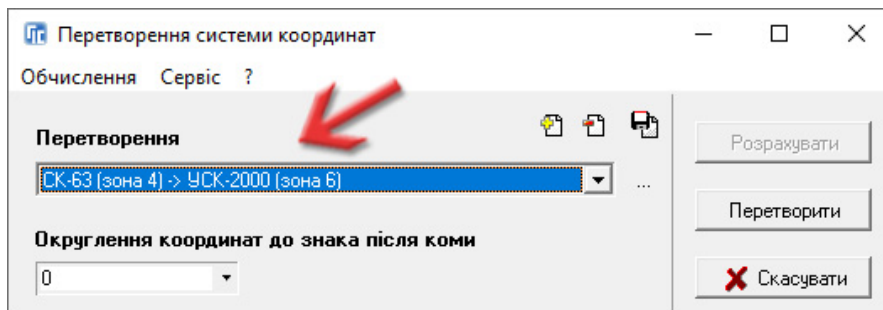 Перетворення системи координат
Обчислення Сервіс ?
Перетворення
СК-63 (зона 4) -> УСК-2000 (зона 6)
...
Округлення координат до знака після коми
0
Розрахувати
Перетворити
Скасувати